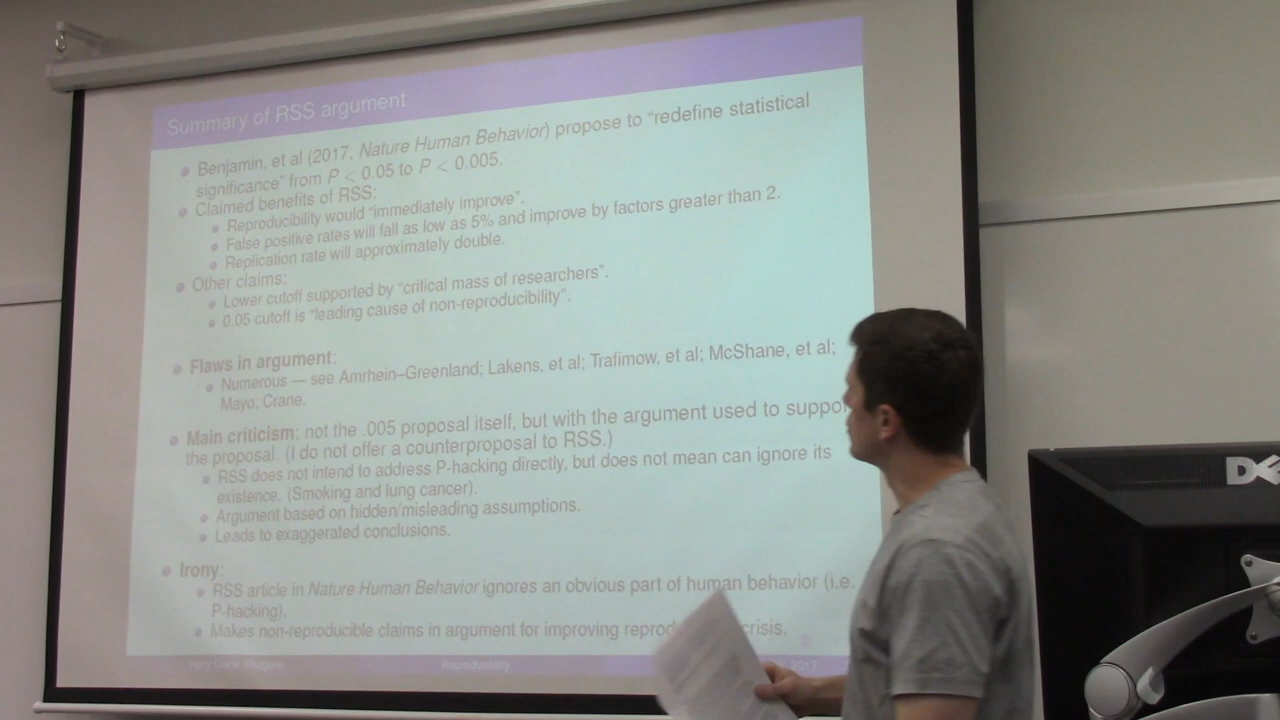 Summary of RSS argument
Benjamin, et al (2017, Nature Human Behavior) propose to “redefine statistical
significance” from P < 0.05 to P < 0.005.
Claimed benefits of RSS:
Reproducibility would “immediately improve”.
False positive rates will fall as low as 5% and improve by factors greater than 2.
Replication rate will approximately double.
Other claims:
Lower cutoff supported by “critical mass of researchers”.
0.05 cutoff is “leading cause of non-reproducibility”.
Flaws in argument:
Numerous — see Amrhein–Greenland; Lakens, et al; Trafimow, et al; McShane, et al;
Mayo; Crane.
Main criticism: not the .005 proposal itself, but with the argument used to suppor
the proposal. (I do not offer a counterproposal to RSS.)
RSS does not intend to address P-hacking directly, but does not mean can ignore its
existence. (Smoking and lung cancer).
Argument based on hidden/misleading assumptions.
Leads to exaggerated conclusions.
Irony:
RSS article in Nature Human Behavior ignores an obvious part of human behavior (i.e.
P-hacking).
Makes non-reproducible claims in argument for improving reprod crisis.
Harry Crane (Rutgers) Reproducibility 2017
DE